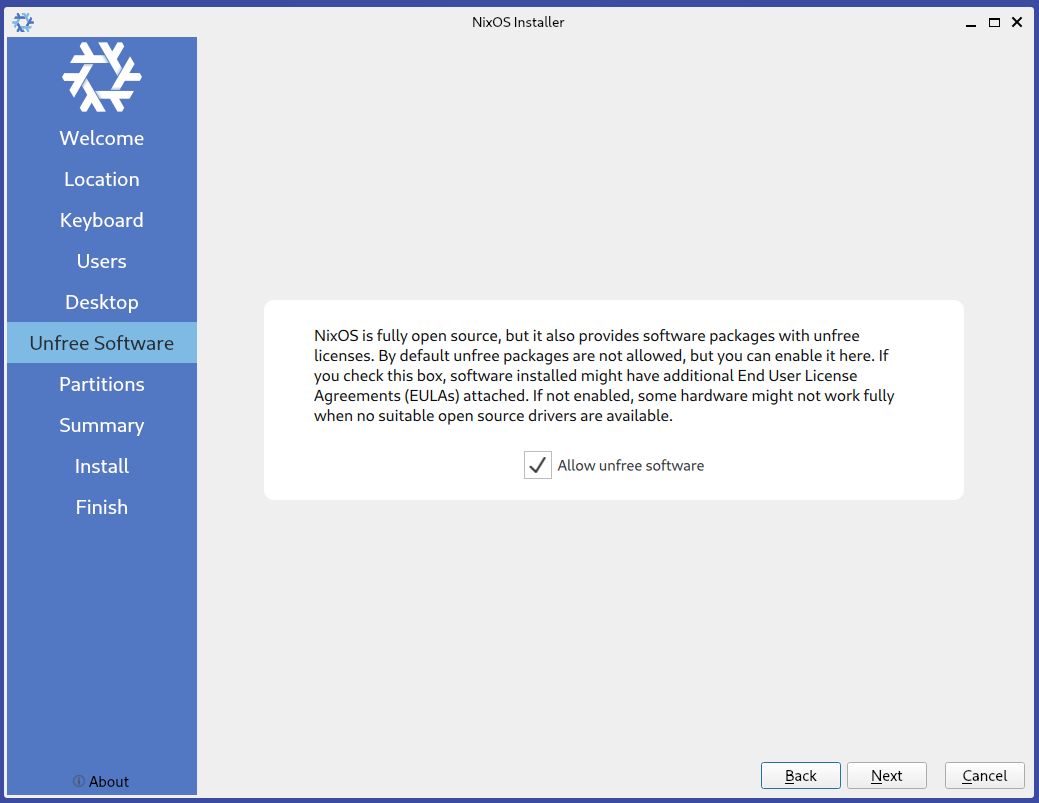 NixOS Installer
Welcome
Location
Keyboard
Users
Desktop
Unfree Software
Partitions
Summary
Install
Finish
About
NixOS is fully open source, but it also provides software packages with unfree
licenses. By default unfree packages are not allowed, but you can enable it here. If
you check this box, software installed might have additional End User License
Agreements (EULAs) attached. If not enabled, some hardware might not work fully
when no suitable open source drivers are available.
Allow unfree software
Back
Next
Cancel